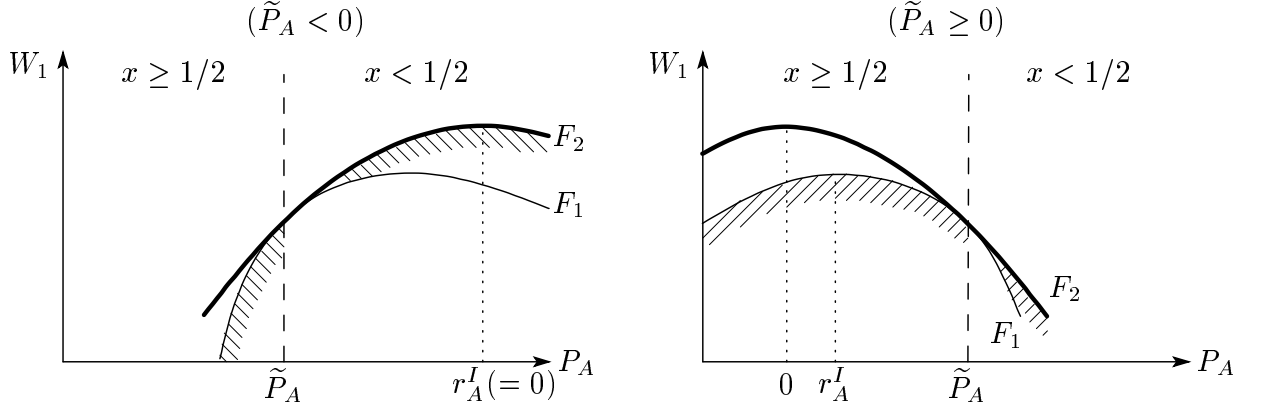 (P̃_A < 0)
W_1
x ≥ 1/2
x < 1/2
F_2
F_1
P̃_A
r_A^I (= 0)
P_A
(P̃_A ≥ 0)
W_1
x ≥ 1/2
x < 1/2
F_2
F_1
0
r_A^I
P̃_A
P_A